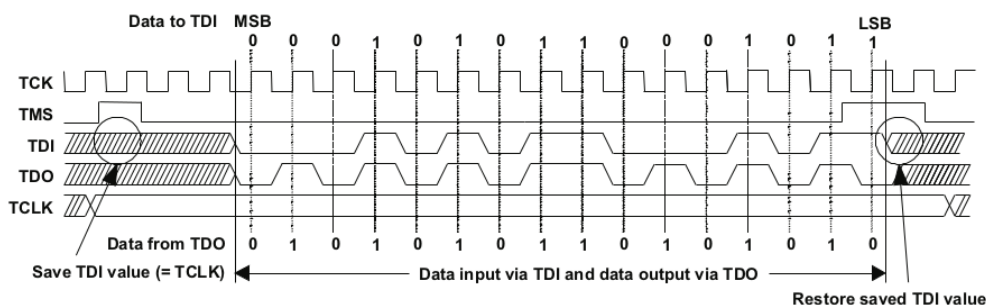 Data to TDI MSB LSB
0 0 0 1 0 1 0 1 1 0 0 0 1 0 1 1
TCK
TMS
TDI
TDO
TCLK
Data from TDO 0 1 0 1 0 1 0 1 1 0 1 0 1 0 1 0
Save TDI value (= TCLK) Data input via TDI and data output via TDO
Restore saved TDI value